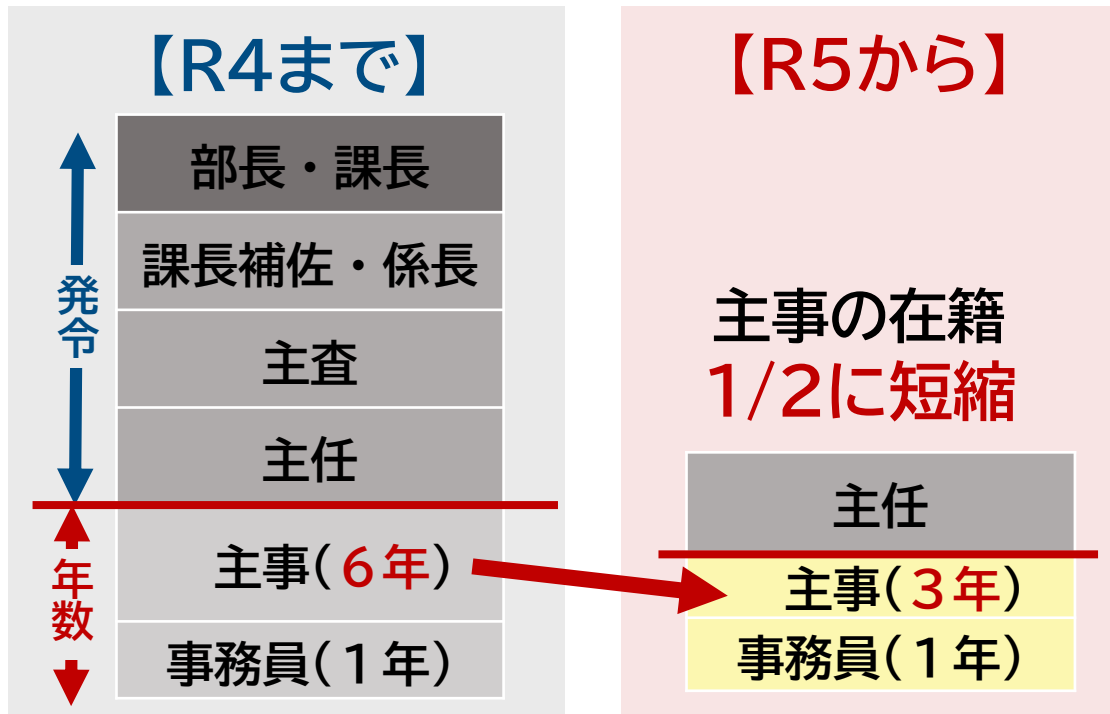 【R4まで】
発令
年数
部長・課長
課長補佐・係長
主査
主任
主事(６年)
事務員(１年)
【R5から】
主事の在籍
1/2に短縮
主任
主事(３年)
事務員(１年)